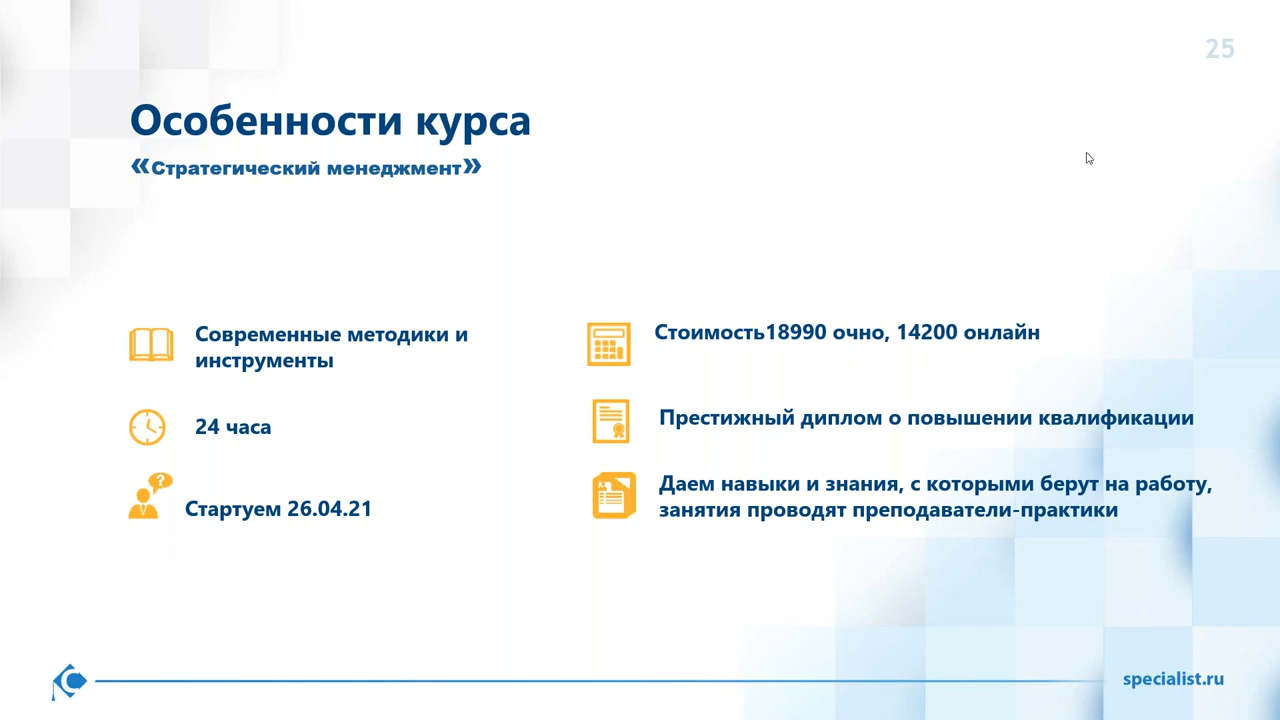 25
Особенности курса
«Стратегический менеджмент»
Современные методики и
инструменты
24 часа
Стартуем 26.04.21
Стоимость18990 очно, 14200 онлайн
Престижный диплом о повышении квалификации
Даем навыки и знания, с которыми берут на работу,
занятия проводят преподаватели-практики
specialist.ru